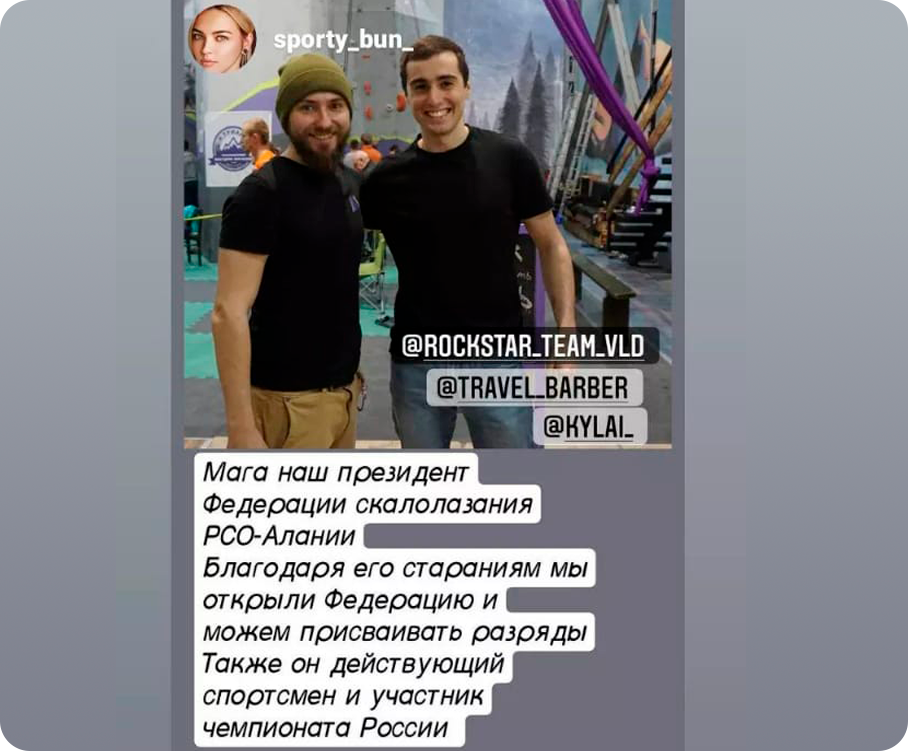 sporty_bun_
@ROCKSTAR_TEAM_VLD
@TRAVEL_BARBER
@KYLAI_
Мага наш президент
Федерации скалолазания
РСО-Алании
Благодаря его стараниям мы
открыли Федерацию и
можем присваивать разряды
Также он действующий
спортсмен и участник
чемпионата России